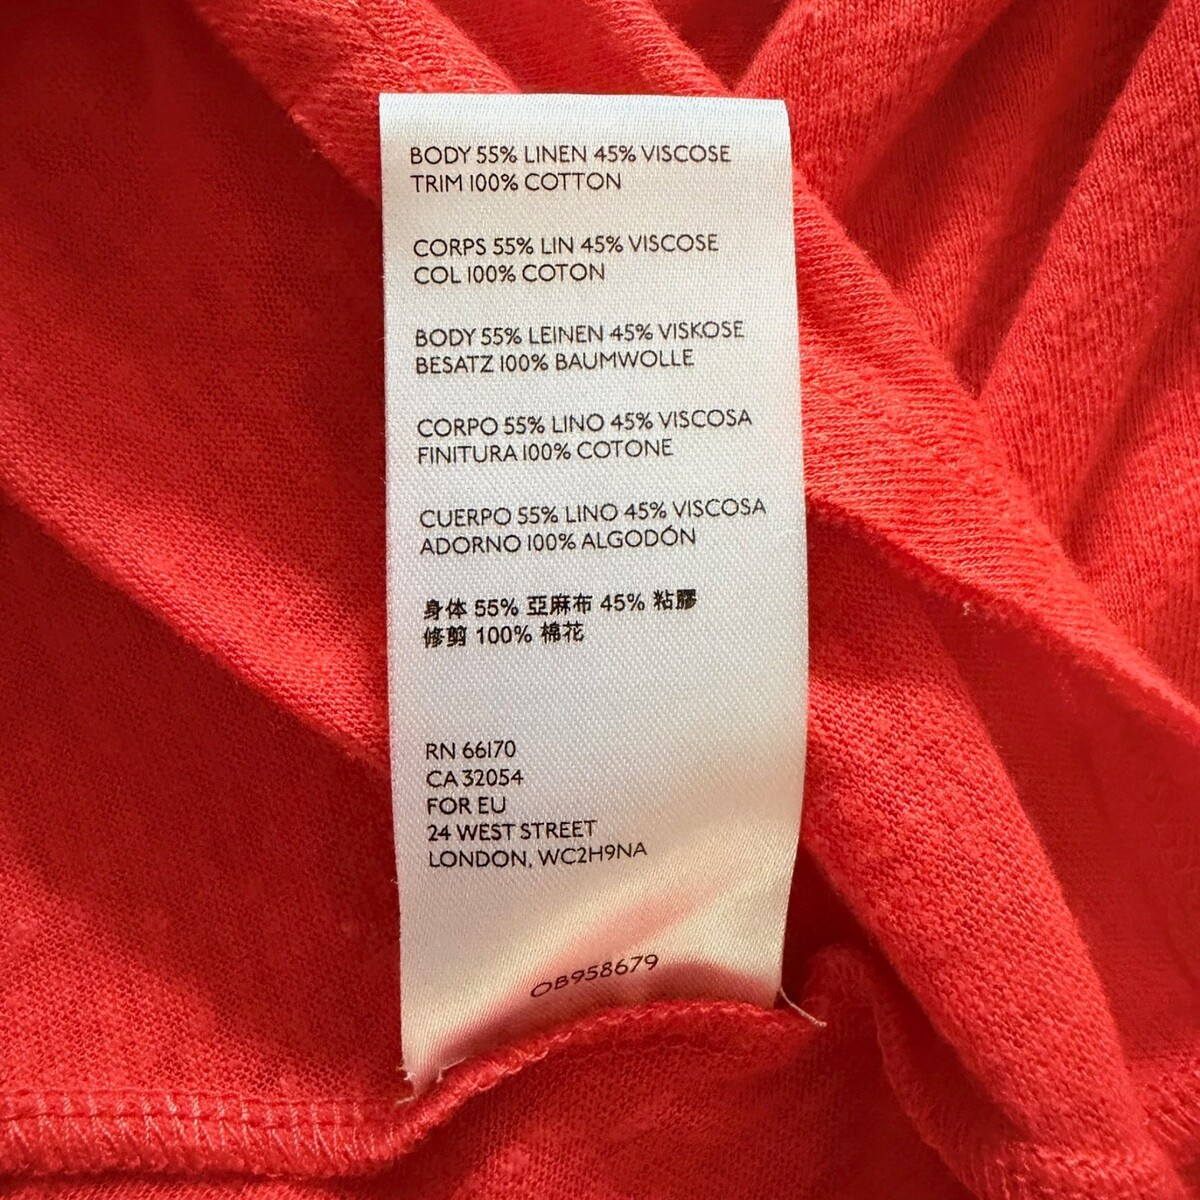 BODY 55% LINEN 45% VISCOSE
TRIM 100% COTTON
CORPS 55% LIN 45% VISCOSE
COL 100% COTON
BODY 55% LEINEN 45% VISKOSE
BESATZ 100% BAUMWOLLE
CORPO 55% LINO 45% VISCOSA
FINITURA 100% COTONE
CUERPO 55% LINO 45% VISCOSA
ADORNO 100% ALGODÓN
身体 55% 亞麻布 45% 粘膠
修剪 100% 棉花
RN 66170
CA 32054
FOR EU
24 WEST STREET
LONDON, WC2H9NA
OB958679